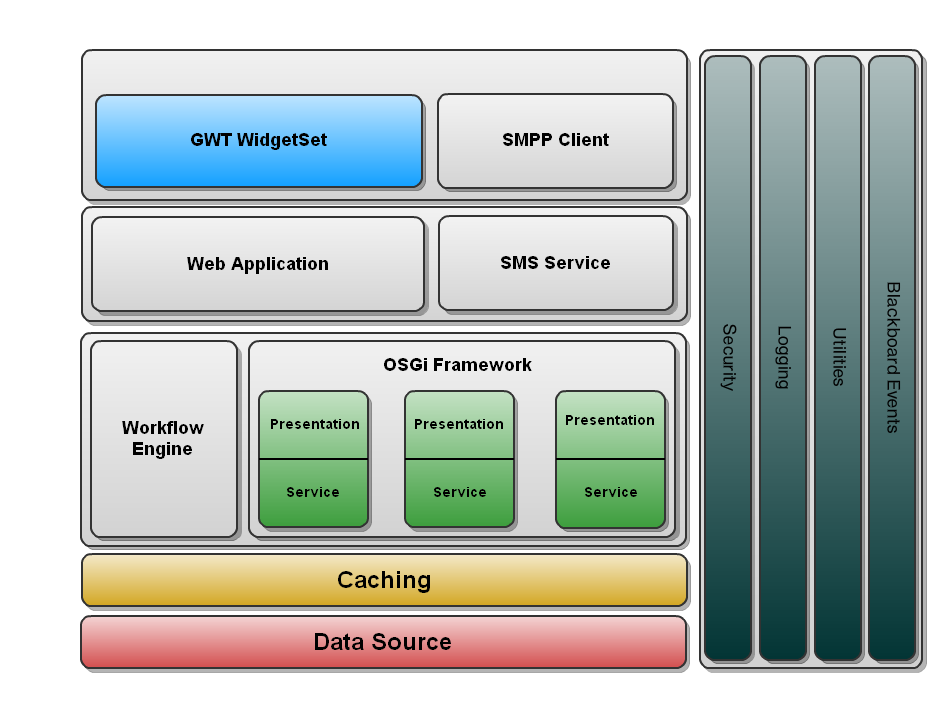 GWT WidgetSet
SMPP Client
Web Application
SMS Service
Workflow
Engine
OSGi Framework
Presentation
Service
Presentation
Service
Presentation
Service
Caching
Data Source
Security
Logging
Utilities
Blackboard Events